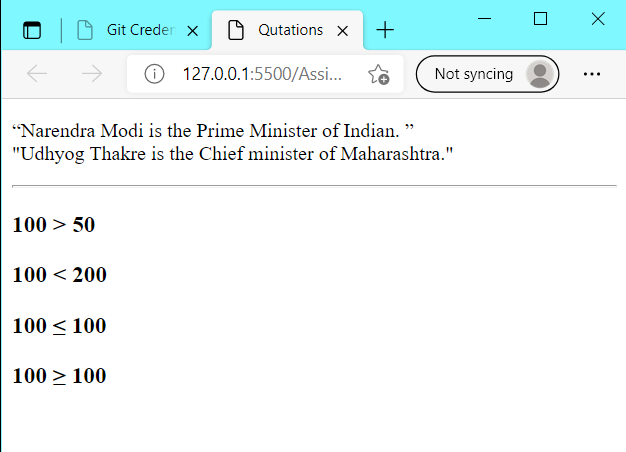 Git Creder
Qutations
127.0.0.1:5500/Assi...
Not syncing
“Narendra Modi is the Prime Minister of Indian. ”
"Udhyog Thakre is the Chief minister of Maharashtra."
100 > 50
100 < 200
100 ≤ 100
100 ≥ 100